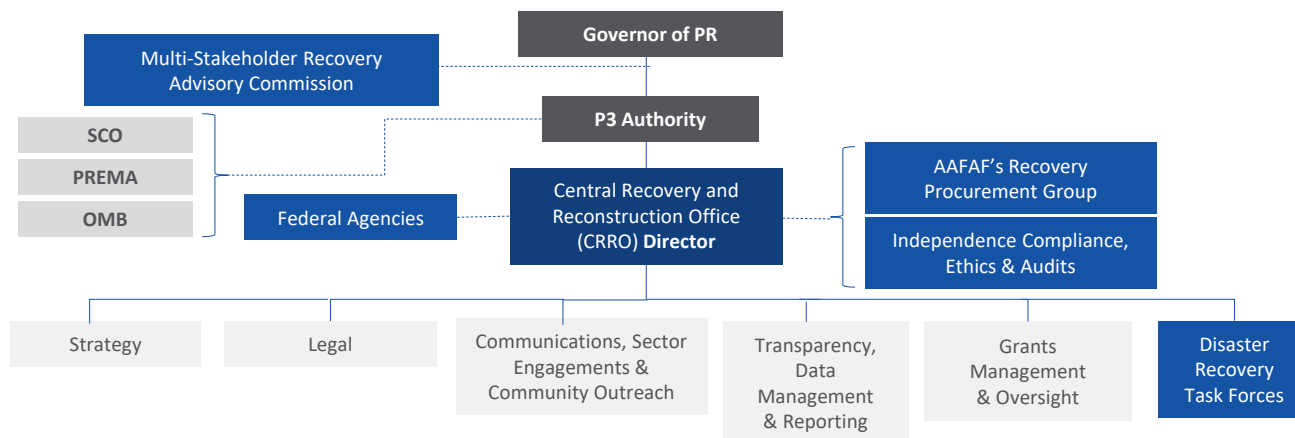 Governor of PR
Multi-Stakeholder Recovery
Advisory Commission
P3 Authority
SCO
PREMA
OMB
Federal Agencies
Central Recovery and
Reconstruction Office
(CRRO) Director
AAFAF's Recovery
Procurement Group
Independence Compliance,
Ethics & Audits
Strategy
Legal
Communications, Sector
Engagements &
Community Outreach
Transparency,
Data
Management
& Reporting
Grants
Management
& Oversight
Disaster
Recovery
Task Forces